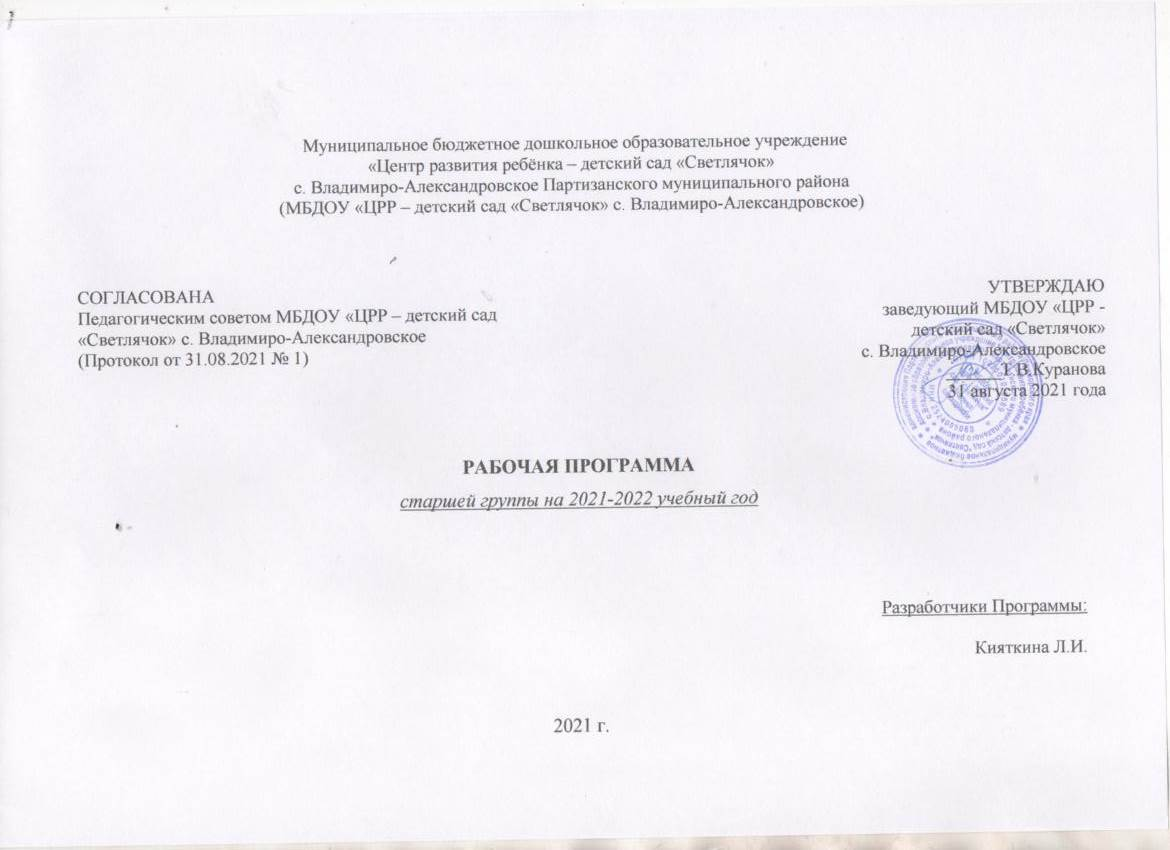 Муниципальное бюджетное дошкольное образовательное учреждение
«Центр развития ребёнка – детский сад «Светлячок»
с. Владимиро-Александровское Партизанского муниципального района
(МБДОУ «ЦРР – детский сад «Светлячок» с. Владимиро-Александровское)
СОГЛАСОВАНА
Педагогическим советом МБДОУ «ЦРР – детский сад
«Светлячок» с. Владимиро-Александровское
(Протокол от 31.08.2021 № 1)
УТВЕРЖДАЮ
заведующий МБДОУ «ЦРР -
детский сад «Светлячок»
с. Владимиро-Александровское
Т.В.Куранова
31 августа 2021 года
РАБОЧАЯ ПРОГРАММА
старшей группы на 2021-2022 учебный год
Разработчики Программы:
Кияткина Л.И.
2021 г.